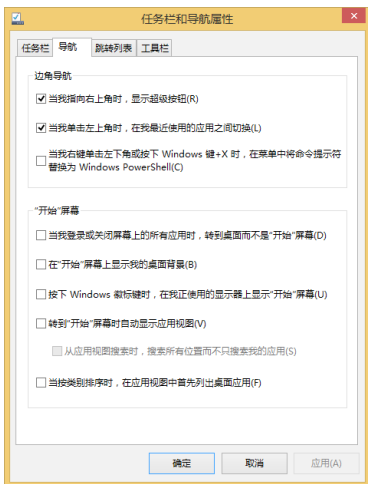 任务栏和导航属性
任务栏 导航 跳转列表 工具栏
边角导航
当我指向右上角时，显示超级按钮(R)
当我单击左上角时，在我最近使用的应用之间切换(L)
当我右键单击左下角或按下 Windows 键+X 时，在菜单中将命令提示符
替换为 Windows PowerShell(C)
"开始"屏幕
当我登录或关闭屏幕上的所有应用时，转到桌面而不是"开始"屏幕(D)
在"开始"屏幕上显示我的桌面背景(B)
按下 Windows 徽标键时，在我正使用的显示器上显示"开始"屏幕(U)
转到"开始"屏幕时自动显示应用视图(V)
从应用视图搜索时，搜索所有位置而不只搜索我的应用(S)
当按类别排序时，在应用视图中首先列出桌面应用(F)
确定 取消 应用(A)